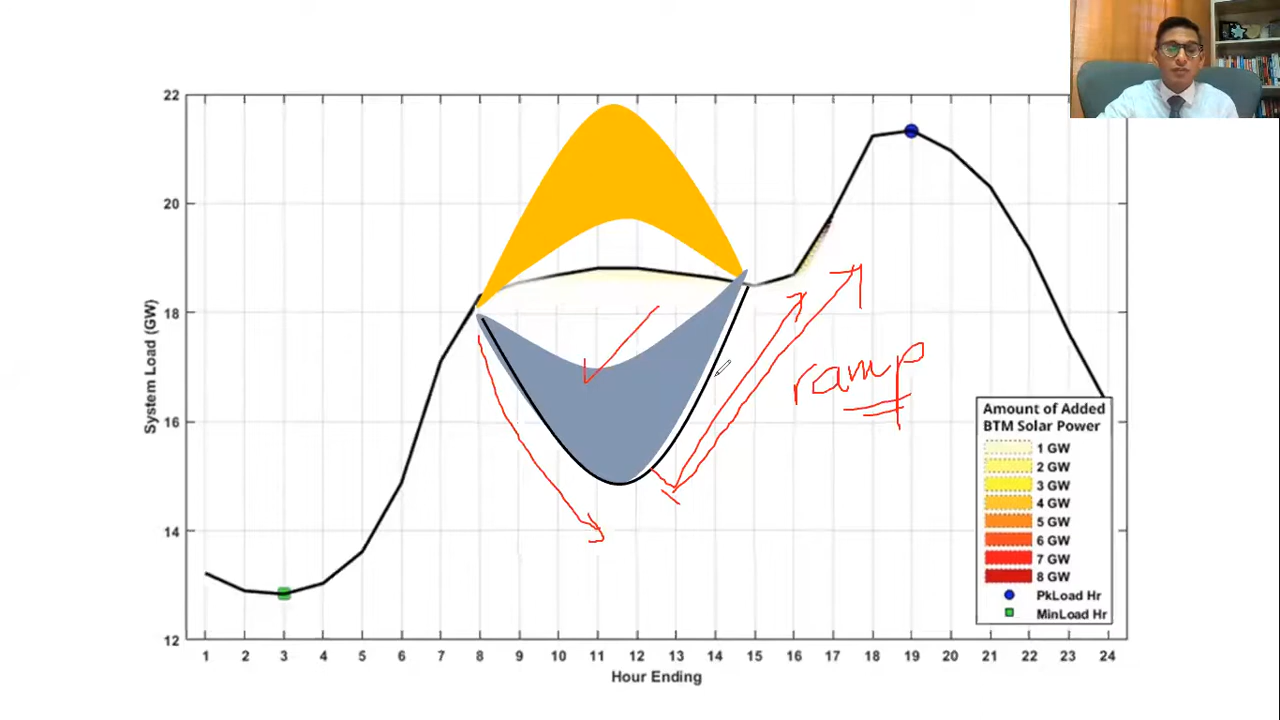 22
20
18
16
14
12
System Load (GW)
ramp
Amount of Added
BTM Solar Power
1 GW
2 GW
3 GW
4 GW
5 GW
6 GW
7 GW
8 GW
PkLoad Hr
MinLoad Hr
1 2 3 4 5 6 7 8 9 10 11 12 13 14 15 16 17 18 19 20 21 22 23 24
Hour Ending